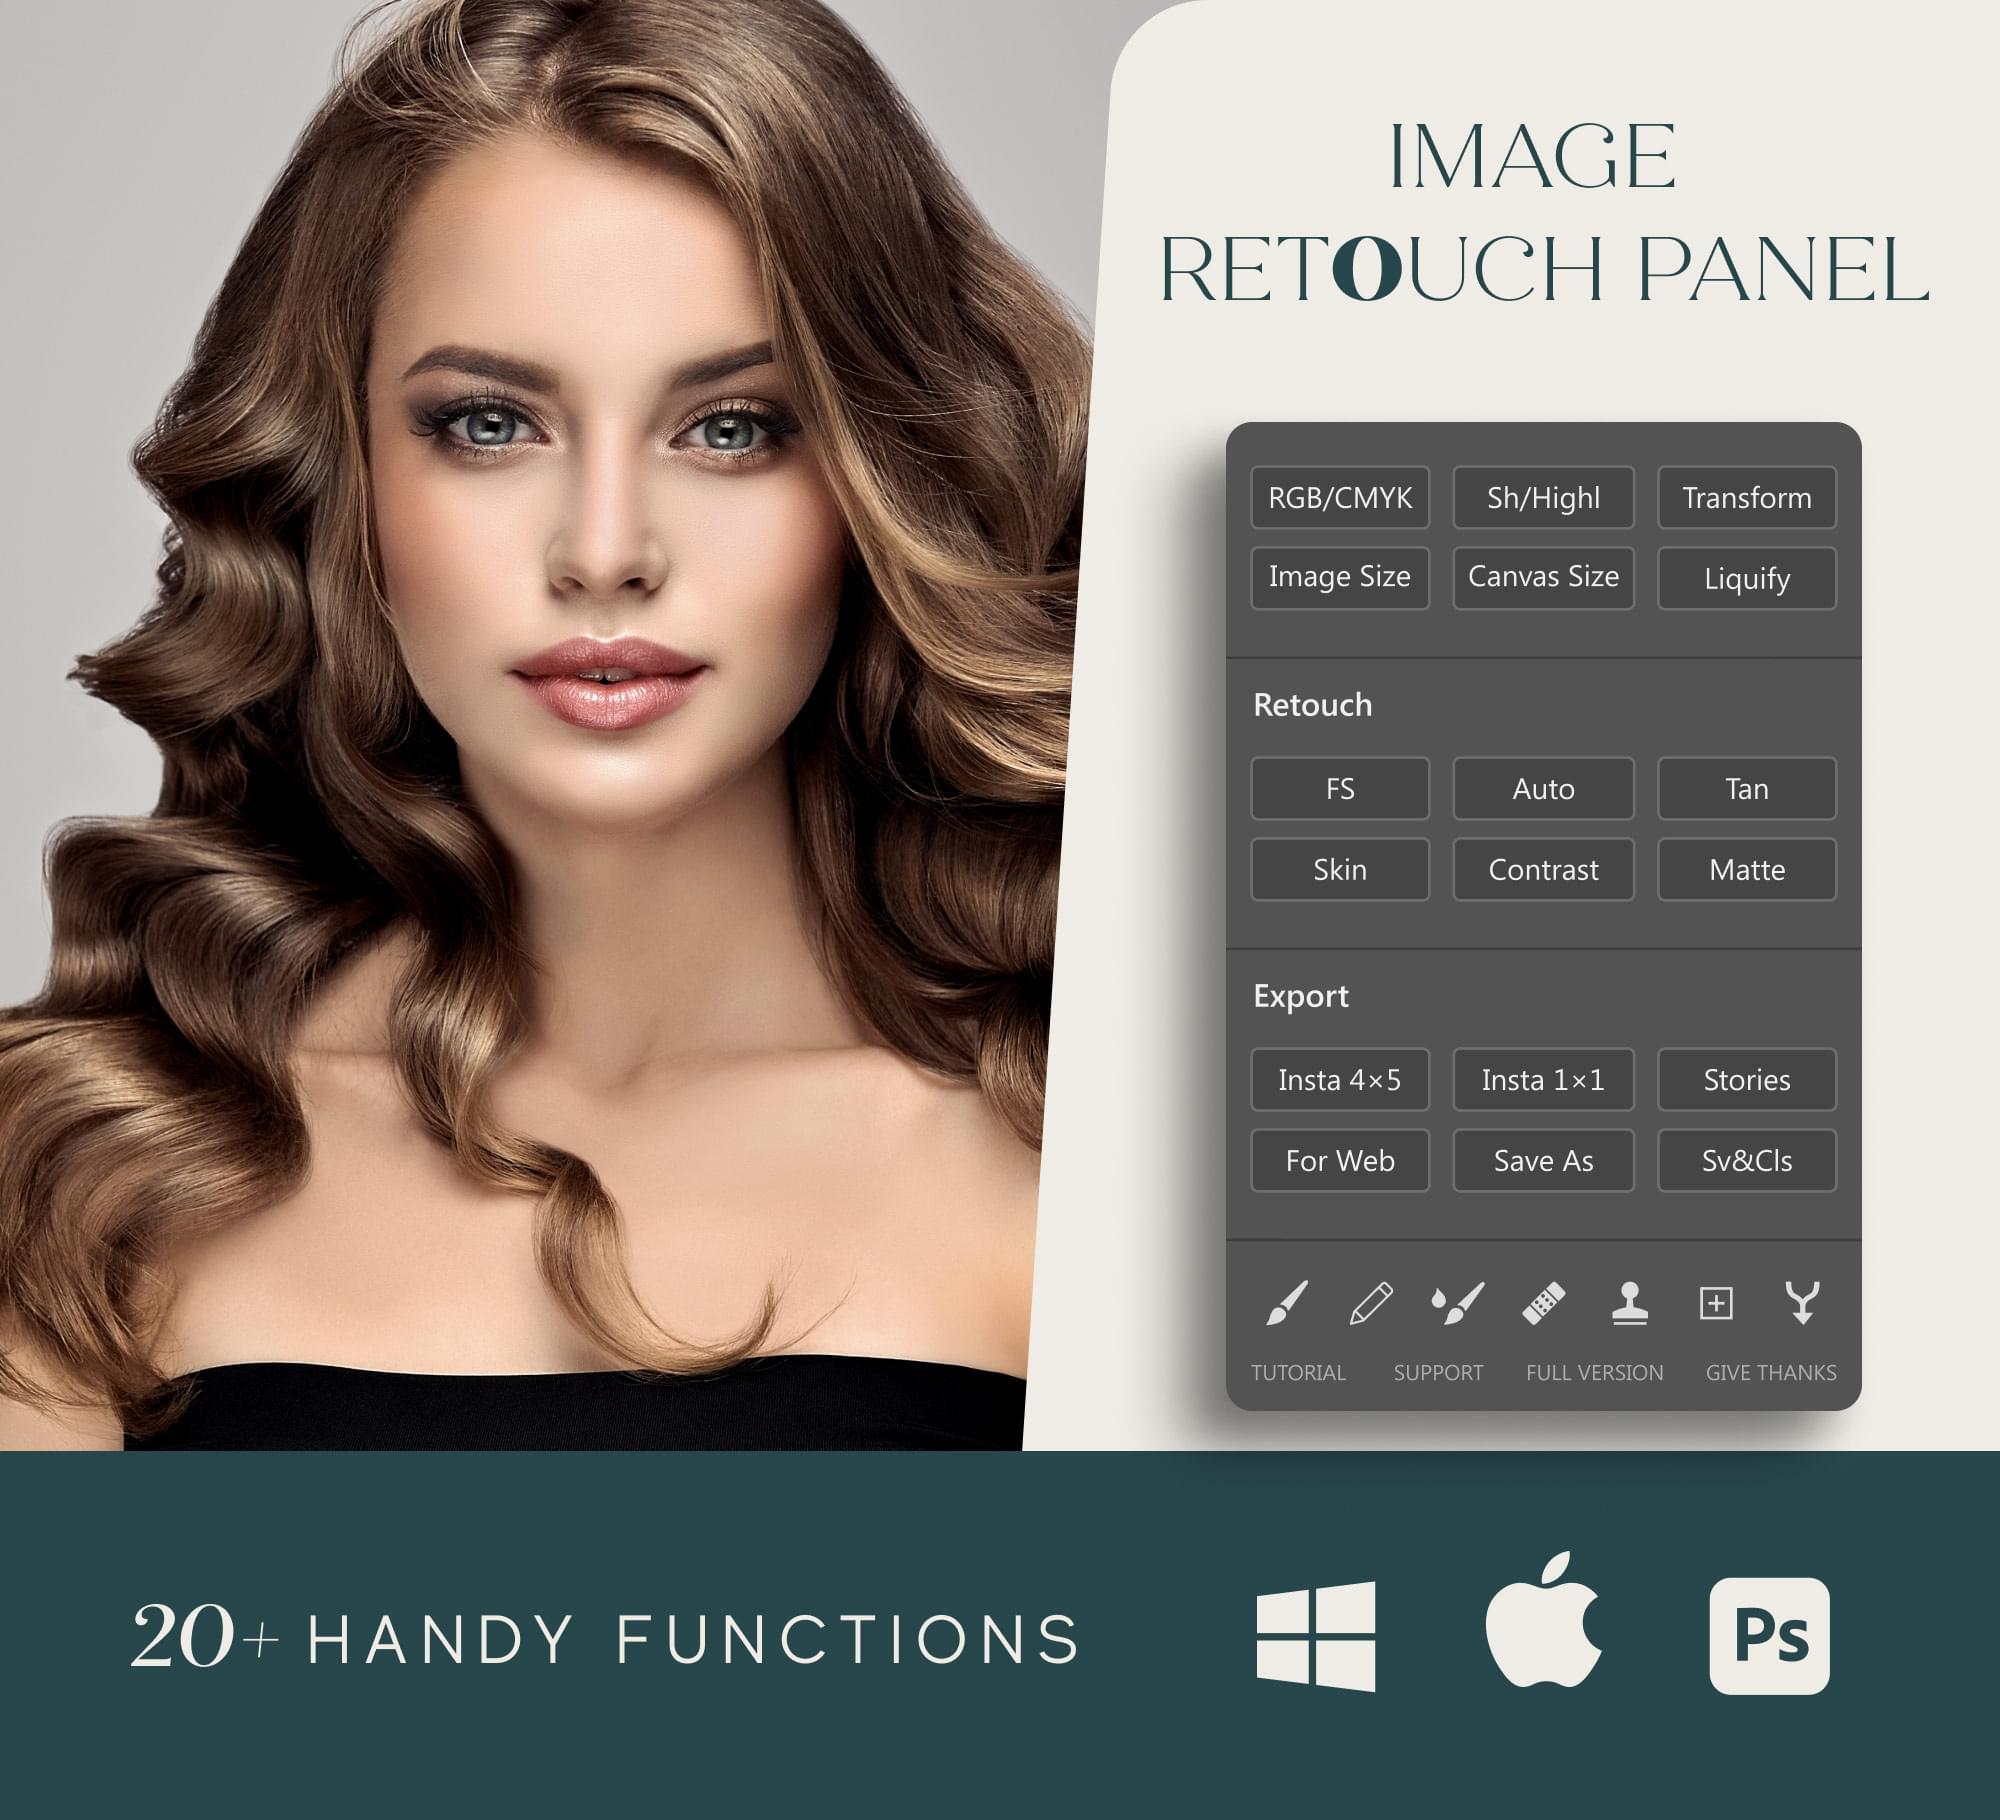 IMAGE
RETOUCH PANEL
RGB/CMYK Sh/Highl Transform
Image Size Canvas Size Liquify
Retouch
FS Auto Tan
Skin Contrast Matte
Export
Insta 4×5 Insta 1×1 Stories
For Web Save As Sv&Cls
TUTORIAL SUPPORT FULL VERSION GIVE THANKS
20+ HANDY FUNCTIONS
Ps